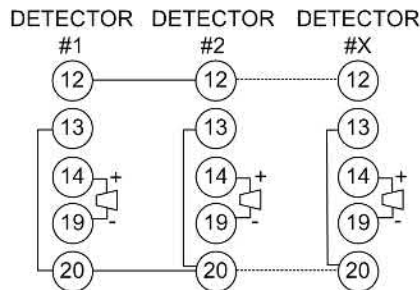 DETECTOR DETECTOR DETECTOR
#1 #2 #X
12 12 12
13 13 13
14 + 14 + 14 +
19 - 19 - 19 -
20 20 20